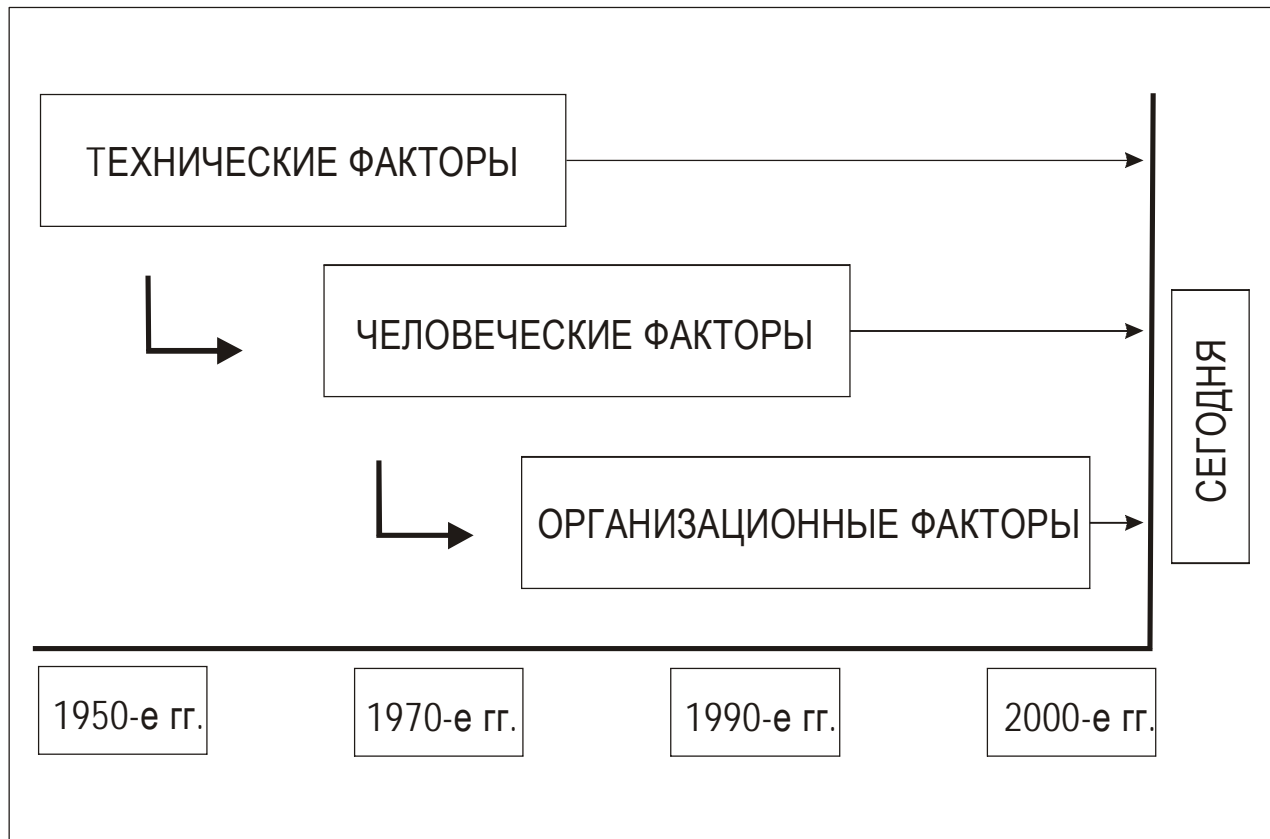 ТЕХНИЧЕСКИЕ ФАКТОРЫ
ЧЕЛОВЕЧЕСКИЕ ФАКТОРЫ
ОРГАНИЗАЦИОННЫЕ ФАКТОРЫ
СЕГОДНЯ
1950-е гг.
1970-е гг.
1990-е гг.
2000-е гг.